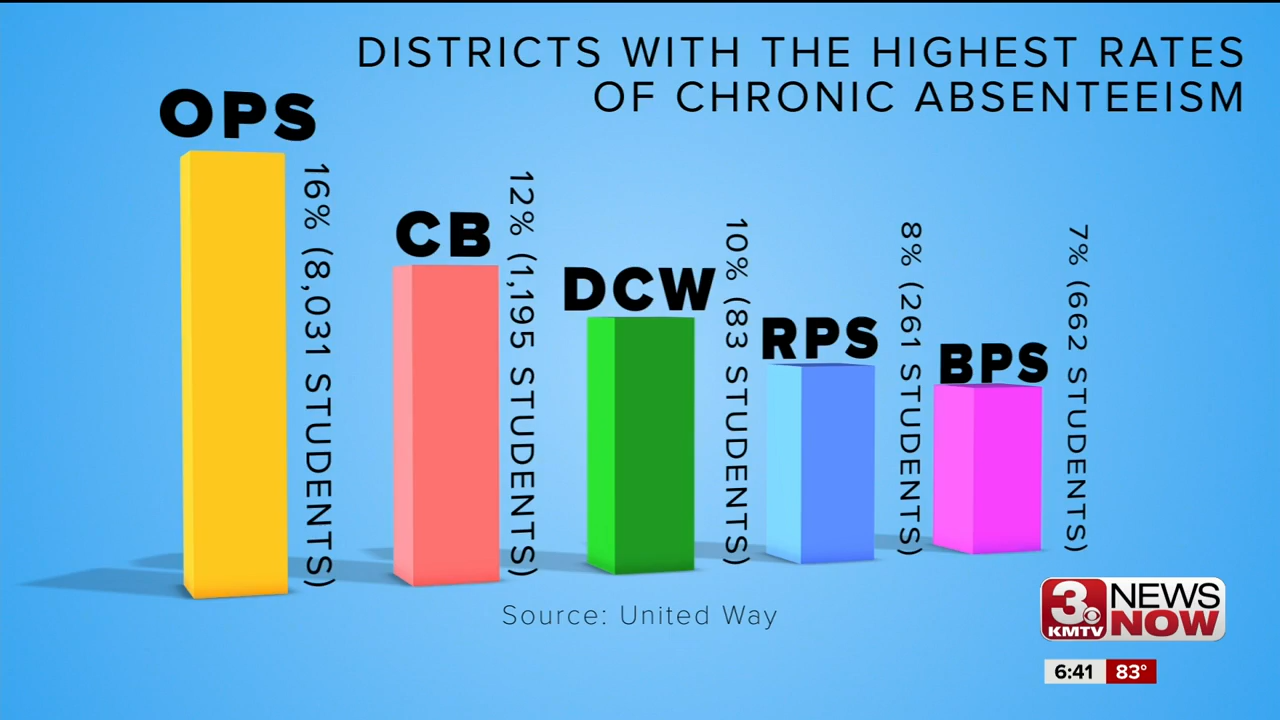 DISTRICTS WITH THE HIGHEST RATES
OF CHRONIC ABSENTEEISM
OPS
16% (8,031 STUDENTS)
CB
12% (1,195 STUDENTS)
DCW
10% (83 STUDENTS)
RPS
8% (261 STUDENTS)
BPS
7% (662 STUDENTS)
Source: United Way
3 NEWS
KMTV NOW
6:41 83°